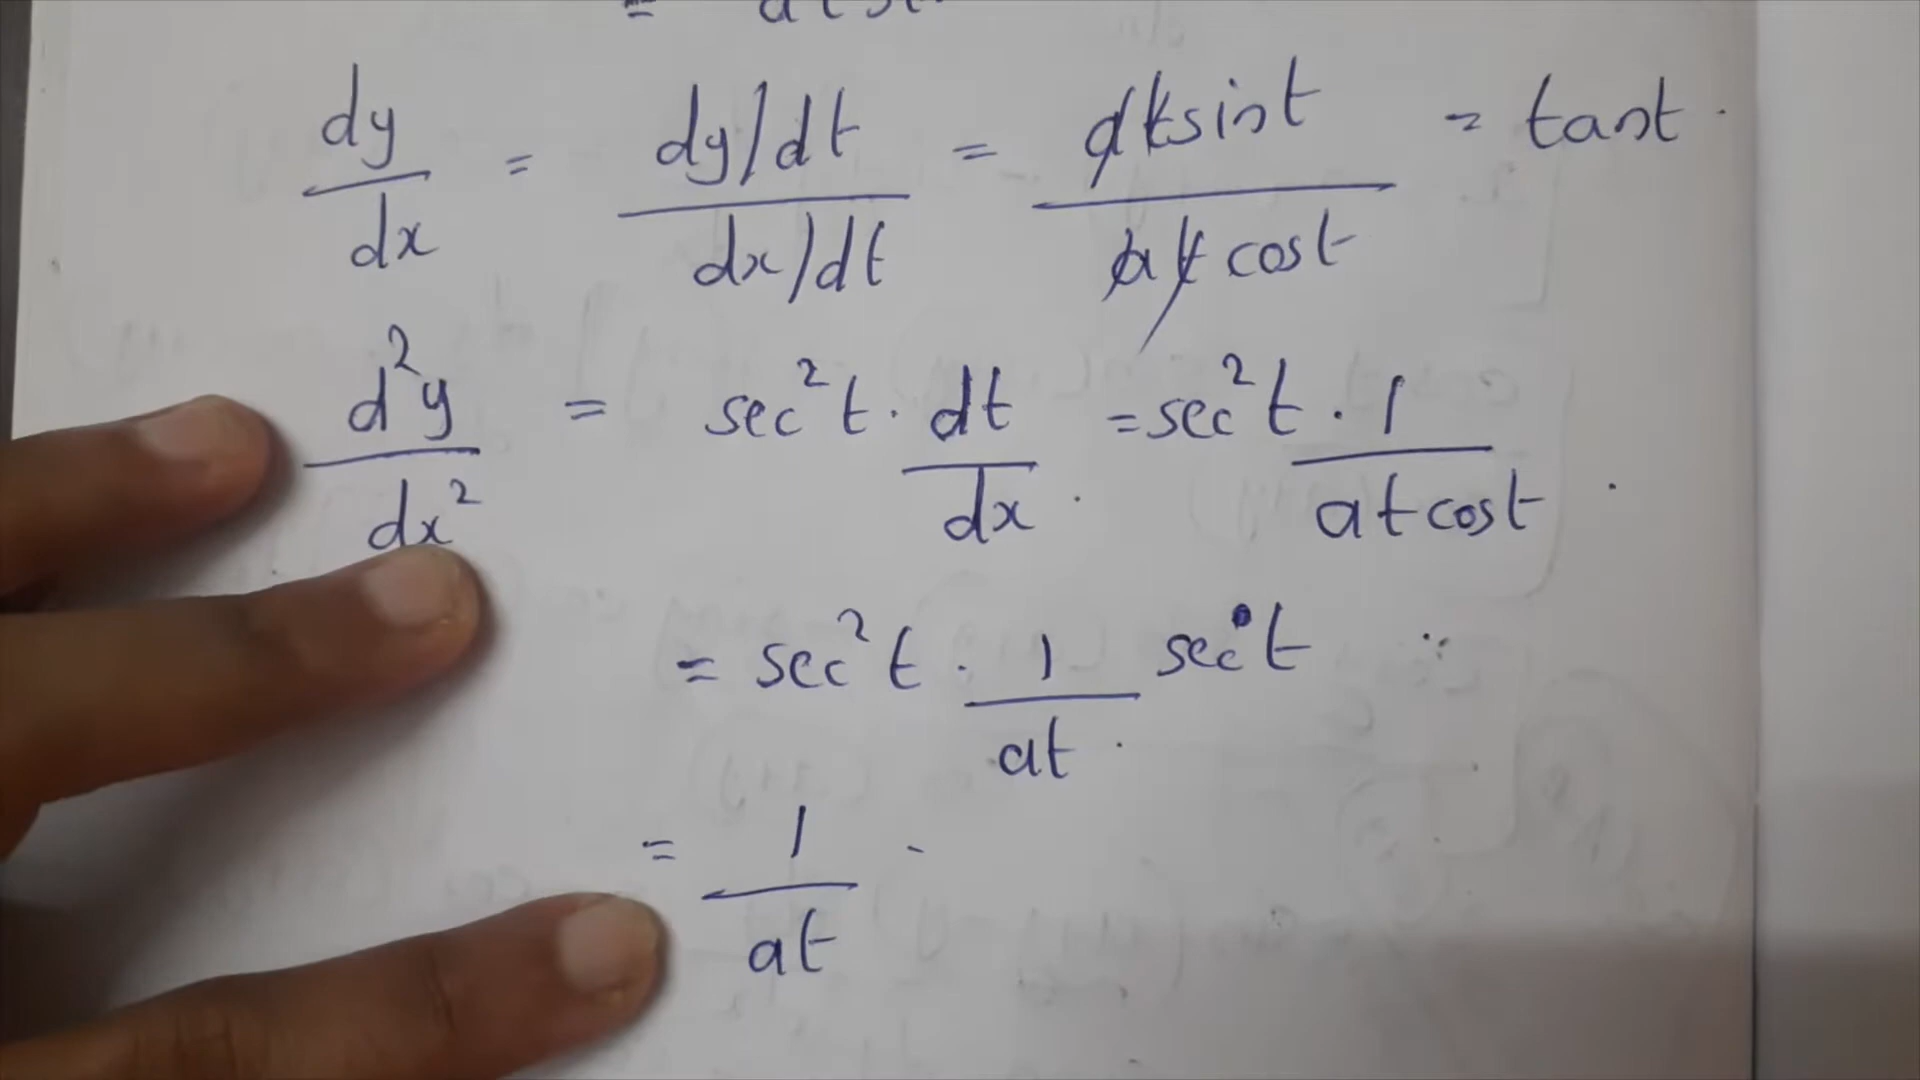 dy/dx = (dy/dt)/(dx/dt) = (at sint)/(at cost) = tant.
d²y/dx² = sec²t . dt/dx. = sec²t . 1/(at cost).
= sec²t . 1/at. sec t
= 1/at